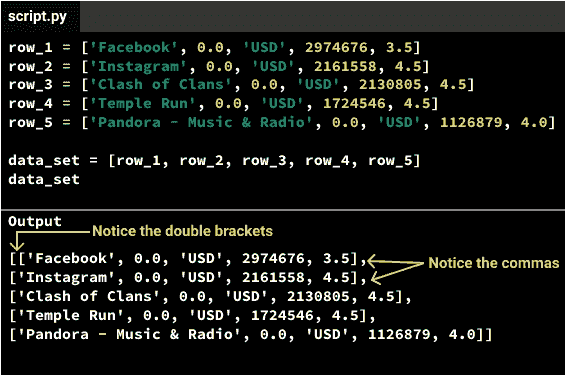 script.py
row_1 = ['Facebook', 0.0, 'USD', 2974676, 3.5]
row_2 = ['Instagram', 0.0, 'USD', 2161558, 4.5]
row_3 = ['Clash of Clans', 0.0, 'USD', 2130805, 4.5]
row_4 = ['Temple Run', 0.0, 'USD', 1724546, 4.5]
row_5 = ['Pandora - Music & Radio', 0.0, 'USD', 1126879, 4.0]
data_set = [row_1, row_2, row_3, row_4, row_5]
data_set
Output
Notice the double brackets
[['Facebook', 0.0, 'USD', 2974676, 3.5],
Notice the commas
['Instagram', 0.0, 'USD', 2161558, 4.5],
['Clash of Clans', 0.0, 'USD', 2130805, 4.5],
['Temple Run', 0.0, 'USD', 1724546, 4.5],
['Pandora - Music & Radio', 0.0, 'USD', 1126879, 4.0]]